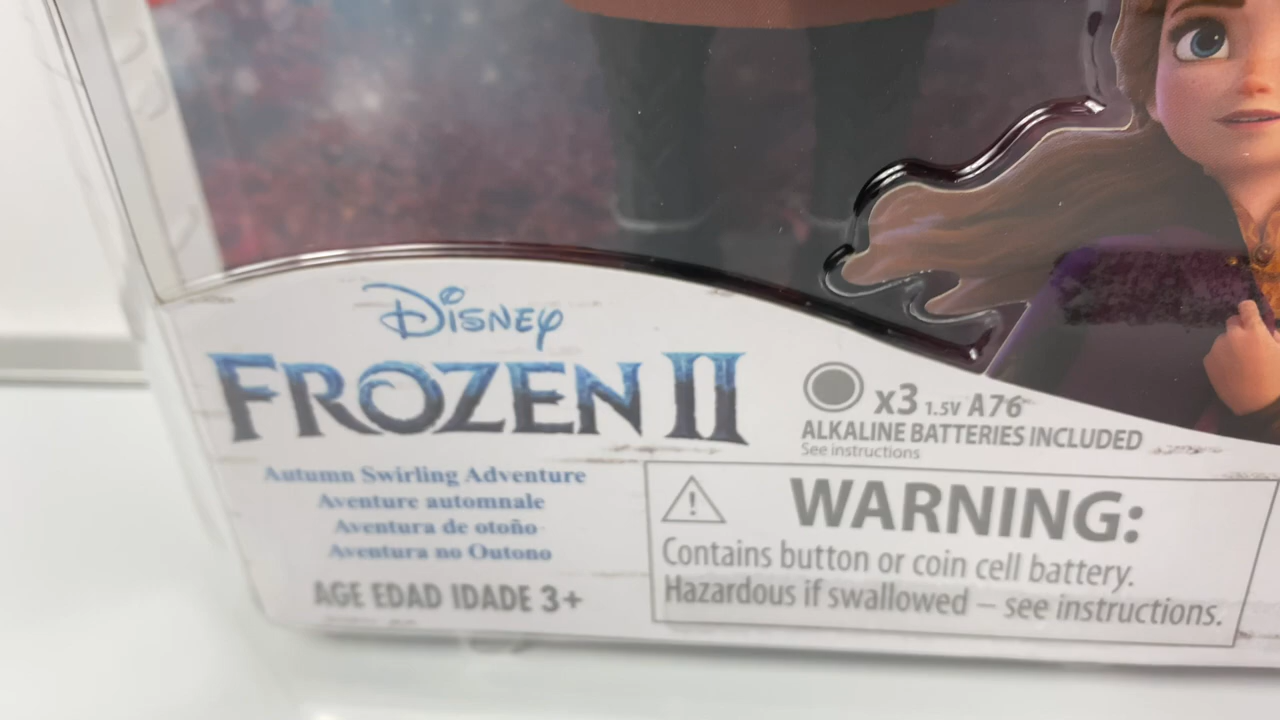 Disney
FROZEN II
Autumn Swirling Adventure
Aventure automnale
Aventura de otoño
Aventura no Outono
AGE EDAD IDADE 3+
x3 1.5V A76
ALKALINE BATTERIES INCLUDED
See instructions
WARNING:
Contains button or coin cell battery.
Hazardous if swallowed – see instructions.